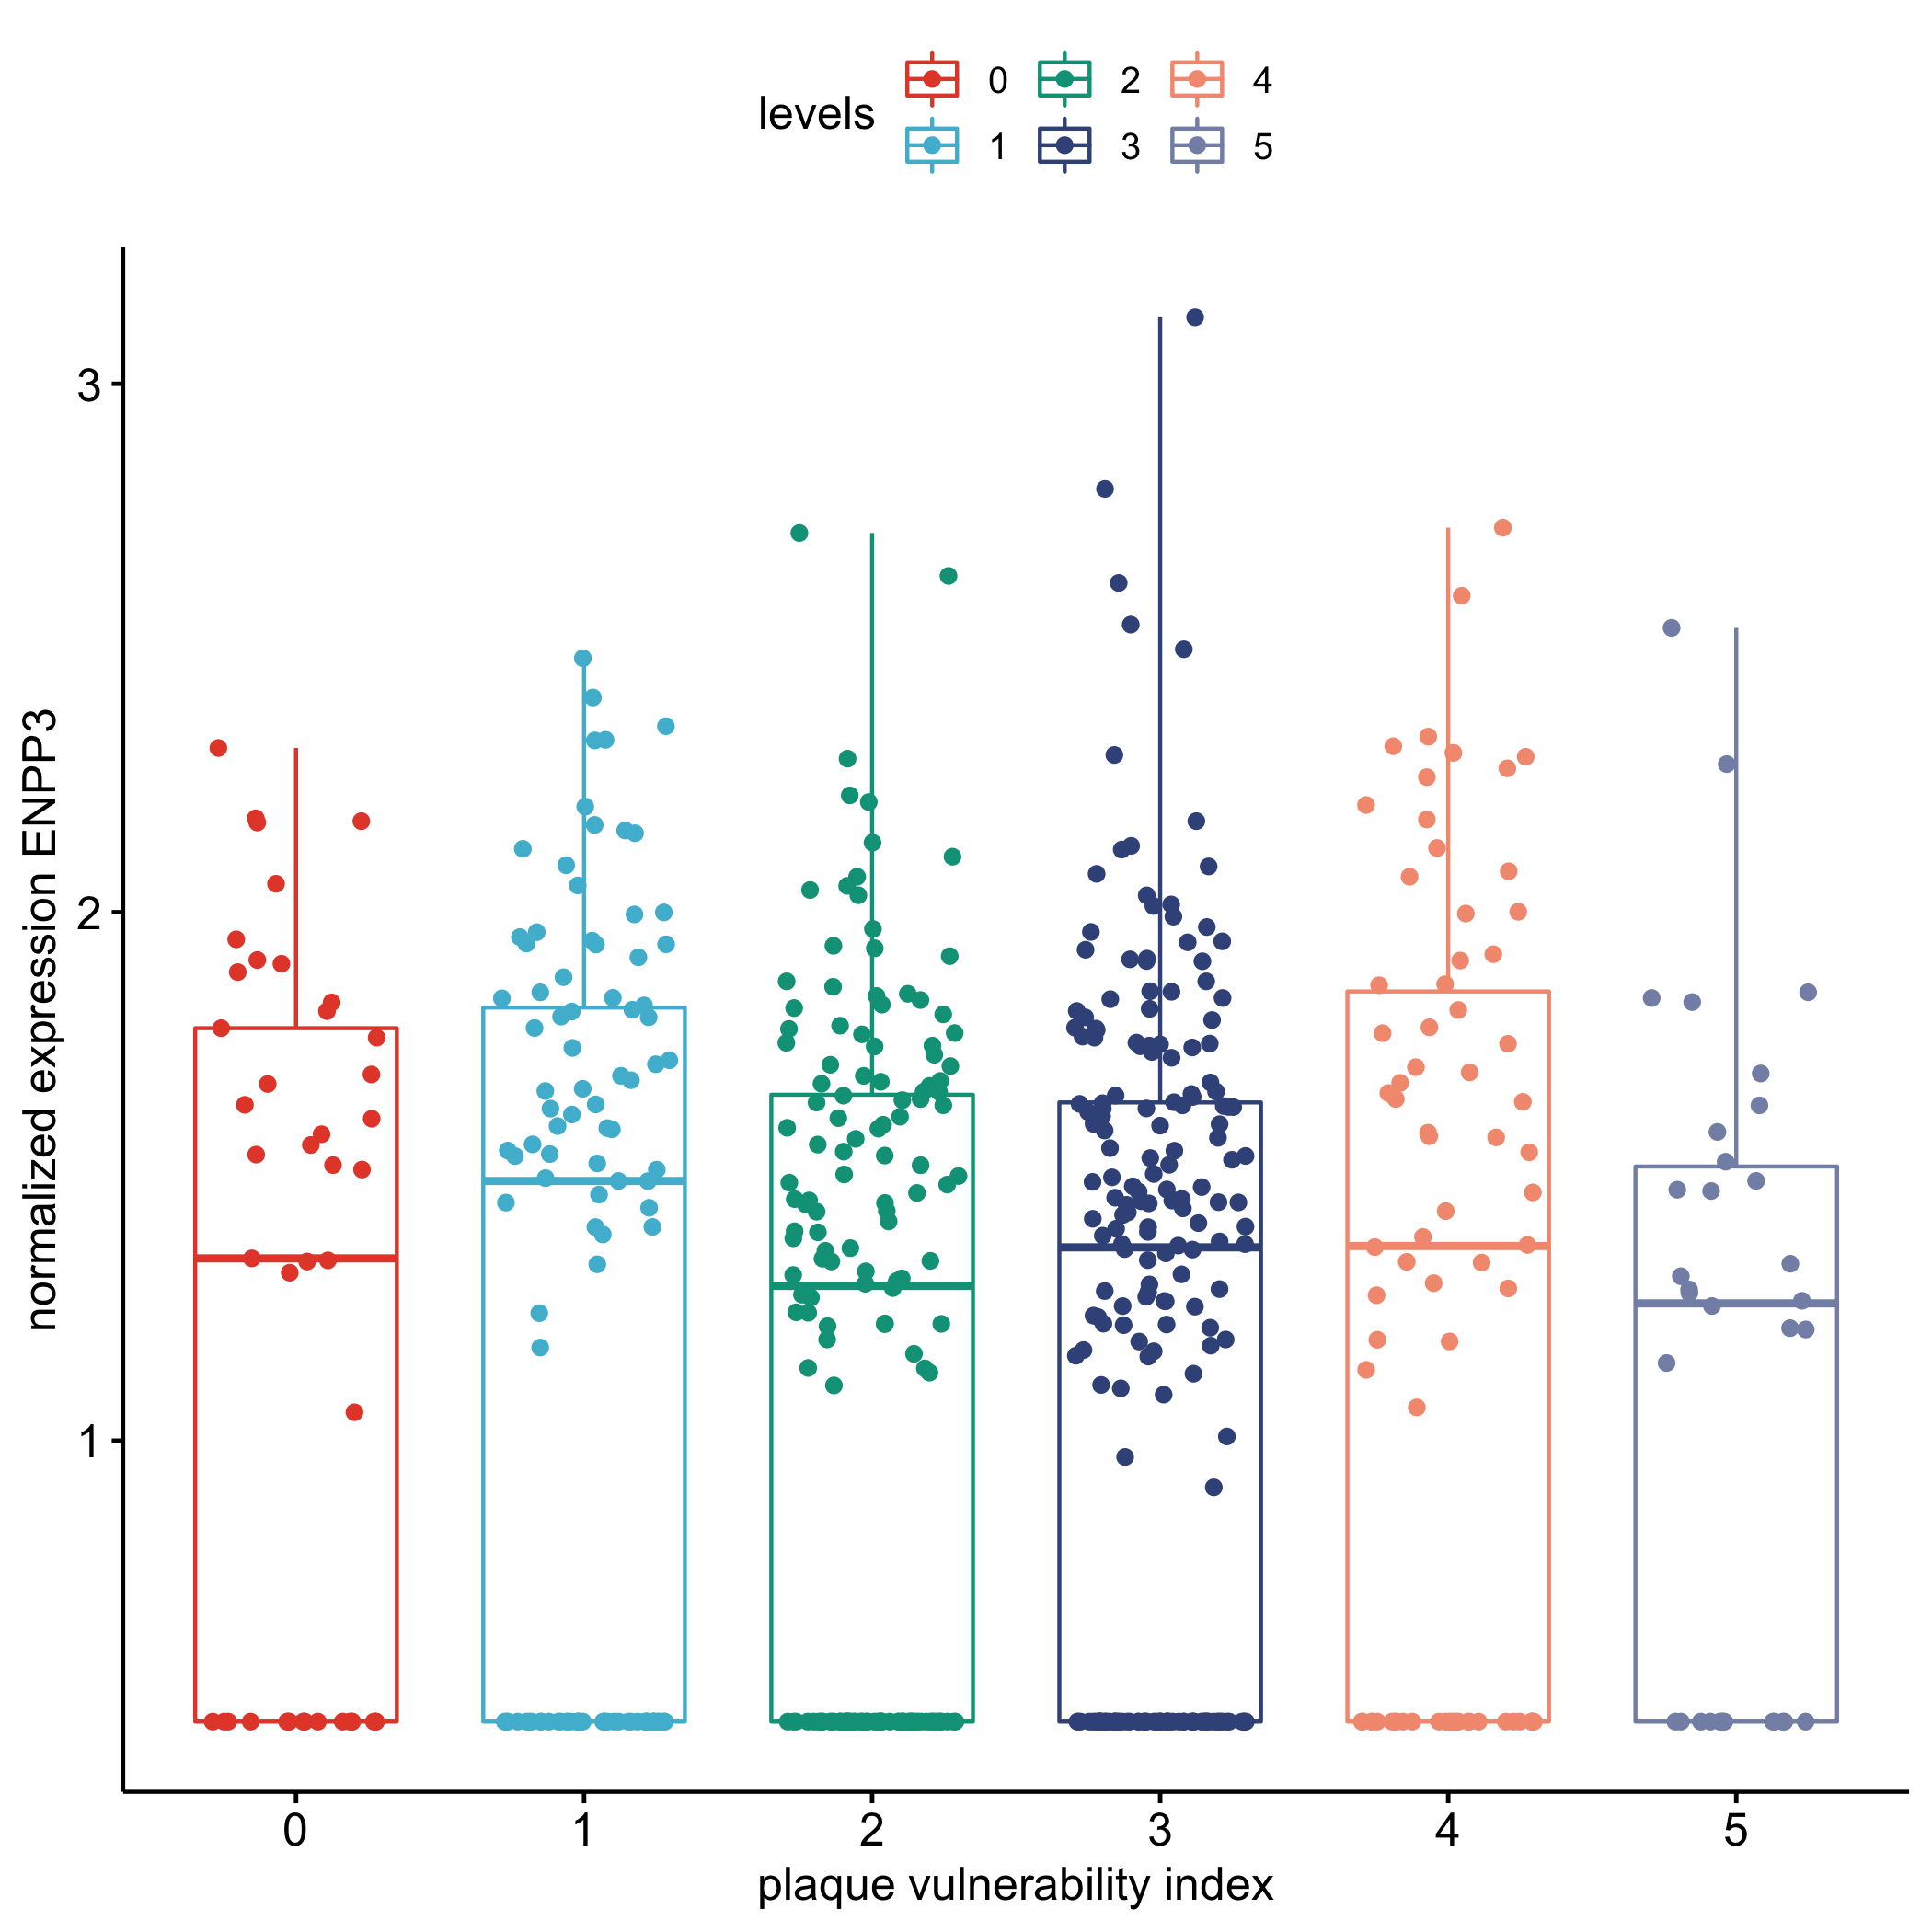 levels
0 2 4
1 3 5
normalized expression ENPP3
3
2
1
0 1 2 3 4 5
plaque vulnerability index